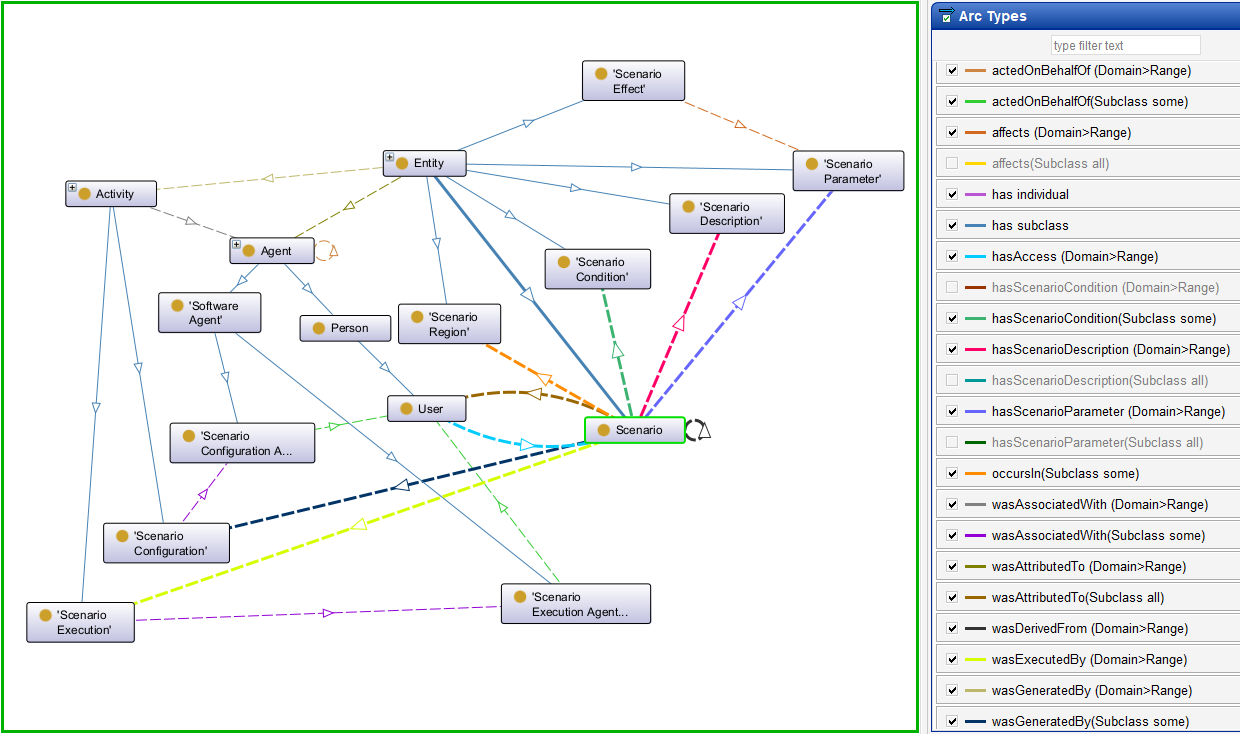 'Scenario
Effect'
Entity
'Scenario
Parameter'
Activity
'Scenario
Description'
Agent
'Scenario
Condition'
'Software
Agent'
Person
'Scenario
Region'
User
Scenario
'Scenario
Configuration A...
'Scenario
Configuration'
'Scenario
Execution Agent...
'Scenario
Execution'
Arc Types
type filter text
actedOnBehalfOf (Domain>Range)
actedOnBehalfOf(Subclass some)
affects (Domain>Range)
affects(Subclass all)
has individual
has subclass
hasAccess (Domain>Range)
hasScenarioCondition (Domain>Range)
hasScenarioCondition(Subclass some)
hasScenarioDescription (Domain>Range)
hasScenarioDescription(Subclass all)
hasScenarioParameter (Domain>Range)
hasScenarioParameter(Subclass all)
occursIn(Subclass some)
wasAssociatedWith (Domain>Range)
wasAssociatedWith(Subclass some)
wasAttributedTo (Domain>Range)
wasAttributedTo(Subclass all)
wasDerivedFrom (Domain>Range)
wasExecutedBy (Domain>Range)
wasGeneratedBy (Domain>Range)
wasGeneratedBy(Subclass some)